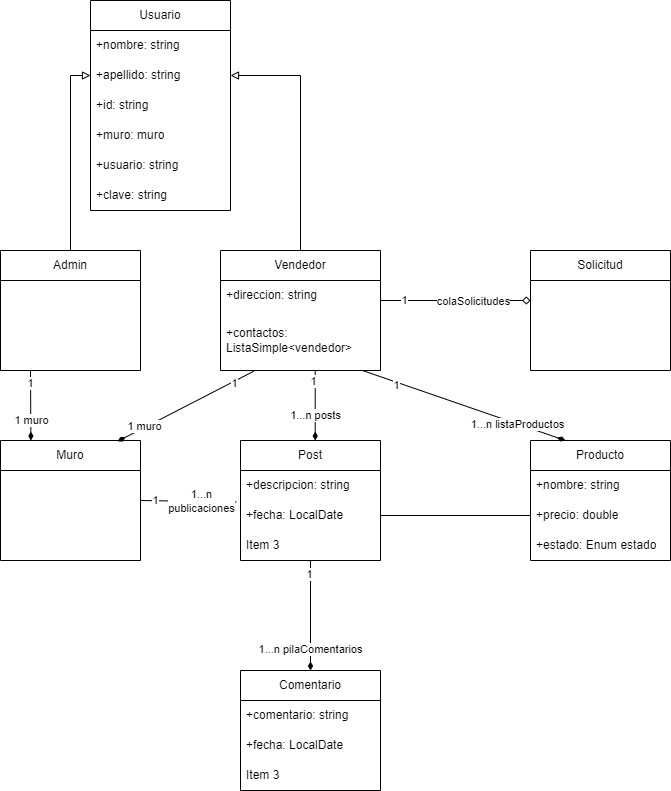 Usuario
+nombre: string
+apellido: string
+id: string
+muro: muro
+usuario: string
+clave: string
Admin
Vendedor
+direccion: string
+contactos:
ListaSimple<vendedor>
Solicitud
1
colaSolicitudes
1
1 muro
1
1 muro
1
1...n posts
1
1...n listaProductos
Muro
Post
+descripcion: string
+fecha: LocalDate
Item 3
Producto
+nombre: string
+precio: double
+estado: Enum estado
1
1...n
publicaciones
1
1...n pilaComentarios
Comentario
+comentario: string
+fecha: LocalDate
Item 3